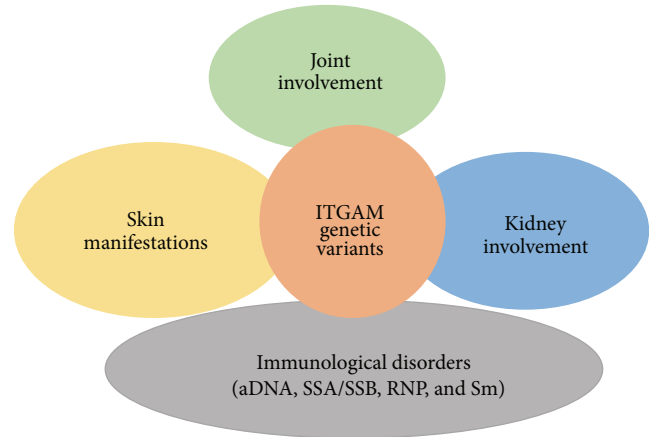 Joint
involvement
Skin
manifestations
ITGAM
genetic
variants
Kidney
involvement
Immunological disorders
(aDNA, SSA/SSB, RNP, and Sm)